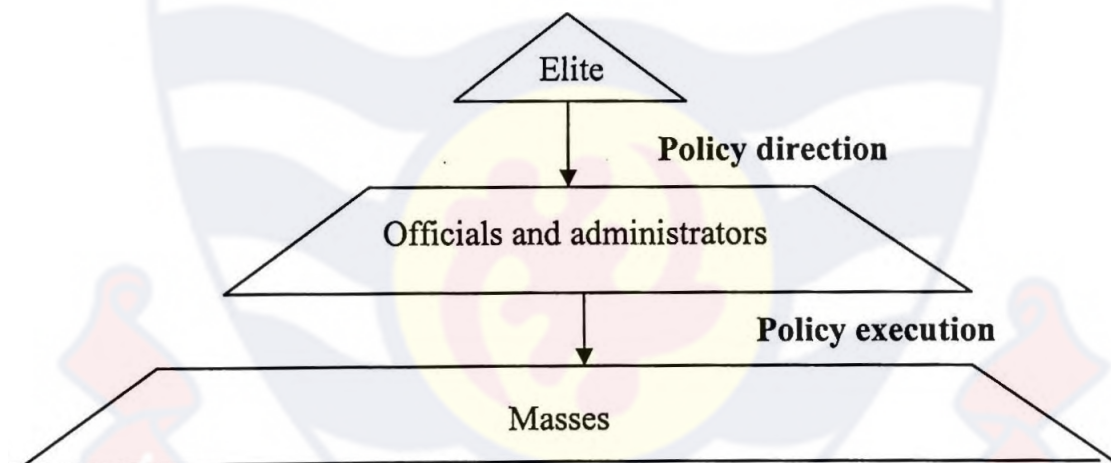 Elite
Policy direction
Officials and administrators
Policy execution
Masses